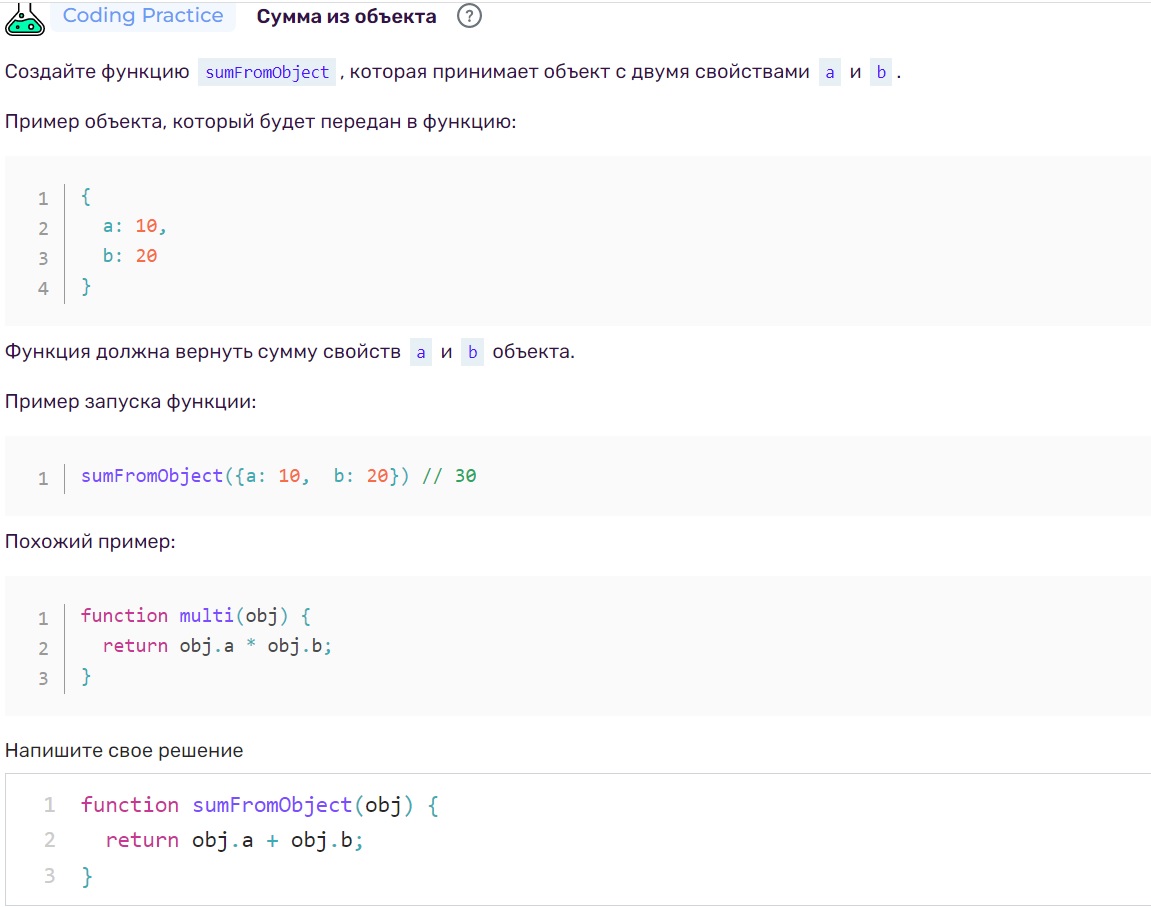 Coding Practice Сумма из объекта ?
Создайте функцию sumFromObject , которая принимает объект с двумя свойствами a и b .
Пример объекта, который будет передан в функцию:
1 {
2 a: 10,
3 b: 20
4 }
Функция должна вернуть сумму свойств a и b объекта.
Пример запуска функции:
1 sumFromObject({a: 10,  b: 20}) // 30
Похожий пример:
1 function multi(obj) {
2 return obj.a * obj.b;
3 }
Напишите свое решение
1 function sumFromObject(obj) {
2 return obj.a + obj.b;
3 }